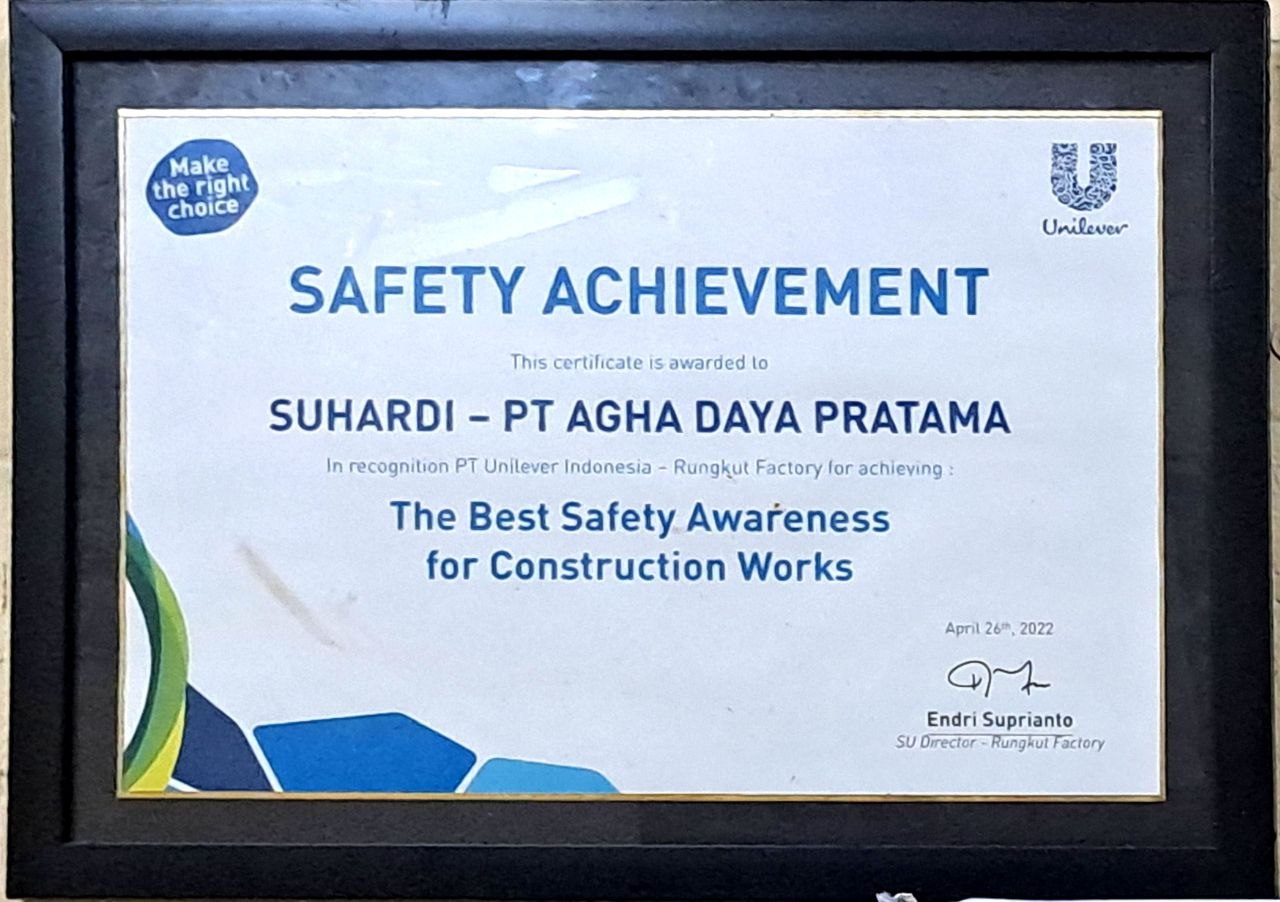 Make
the right
choice
Unilever
SAFETY ACHIEVEMENT
This certificate is awarded to
SUHARDI – PT AGHA DAYA PRATAMA
In recognition PT Unilever Indonesia - Rungkut Factory for achieving :
The Best Safety Awareness
for Construction Works
April 26th, 2022
Endri Suprianto
SU Director - Rungkut Factory